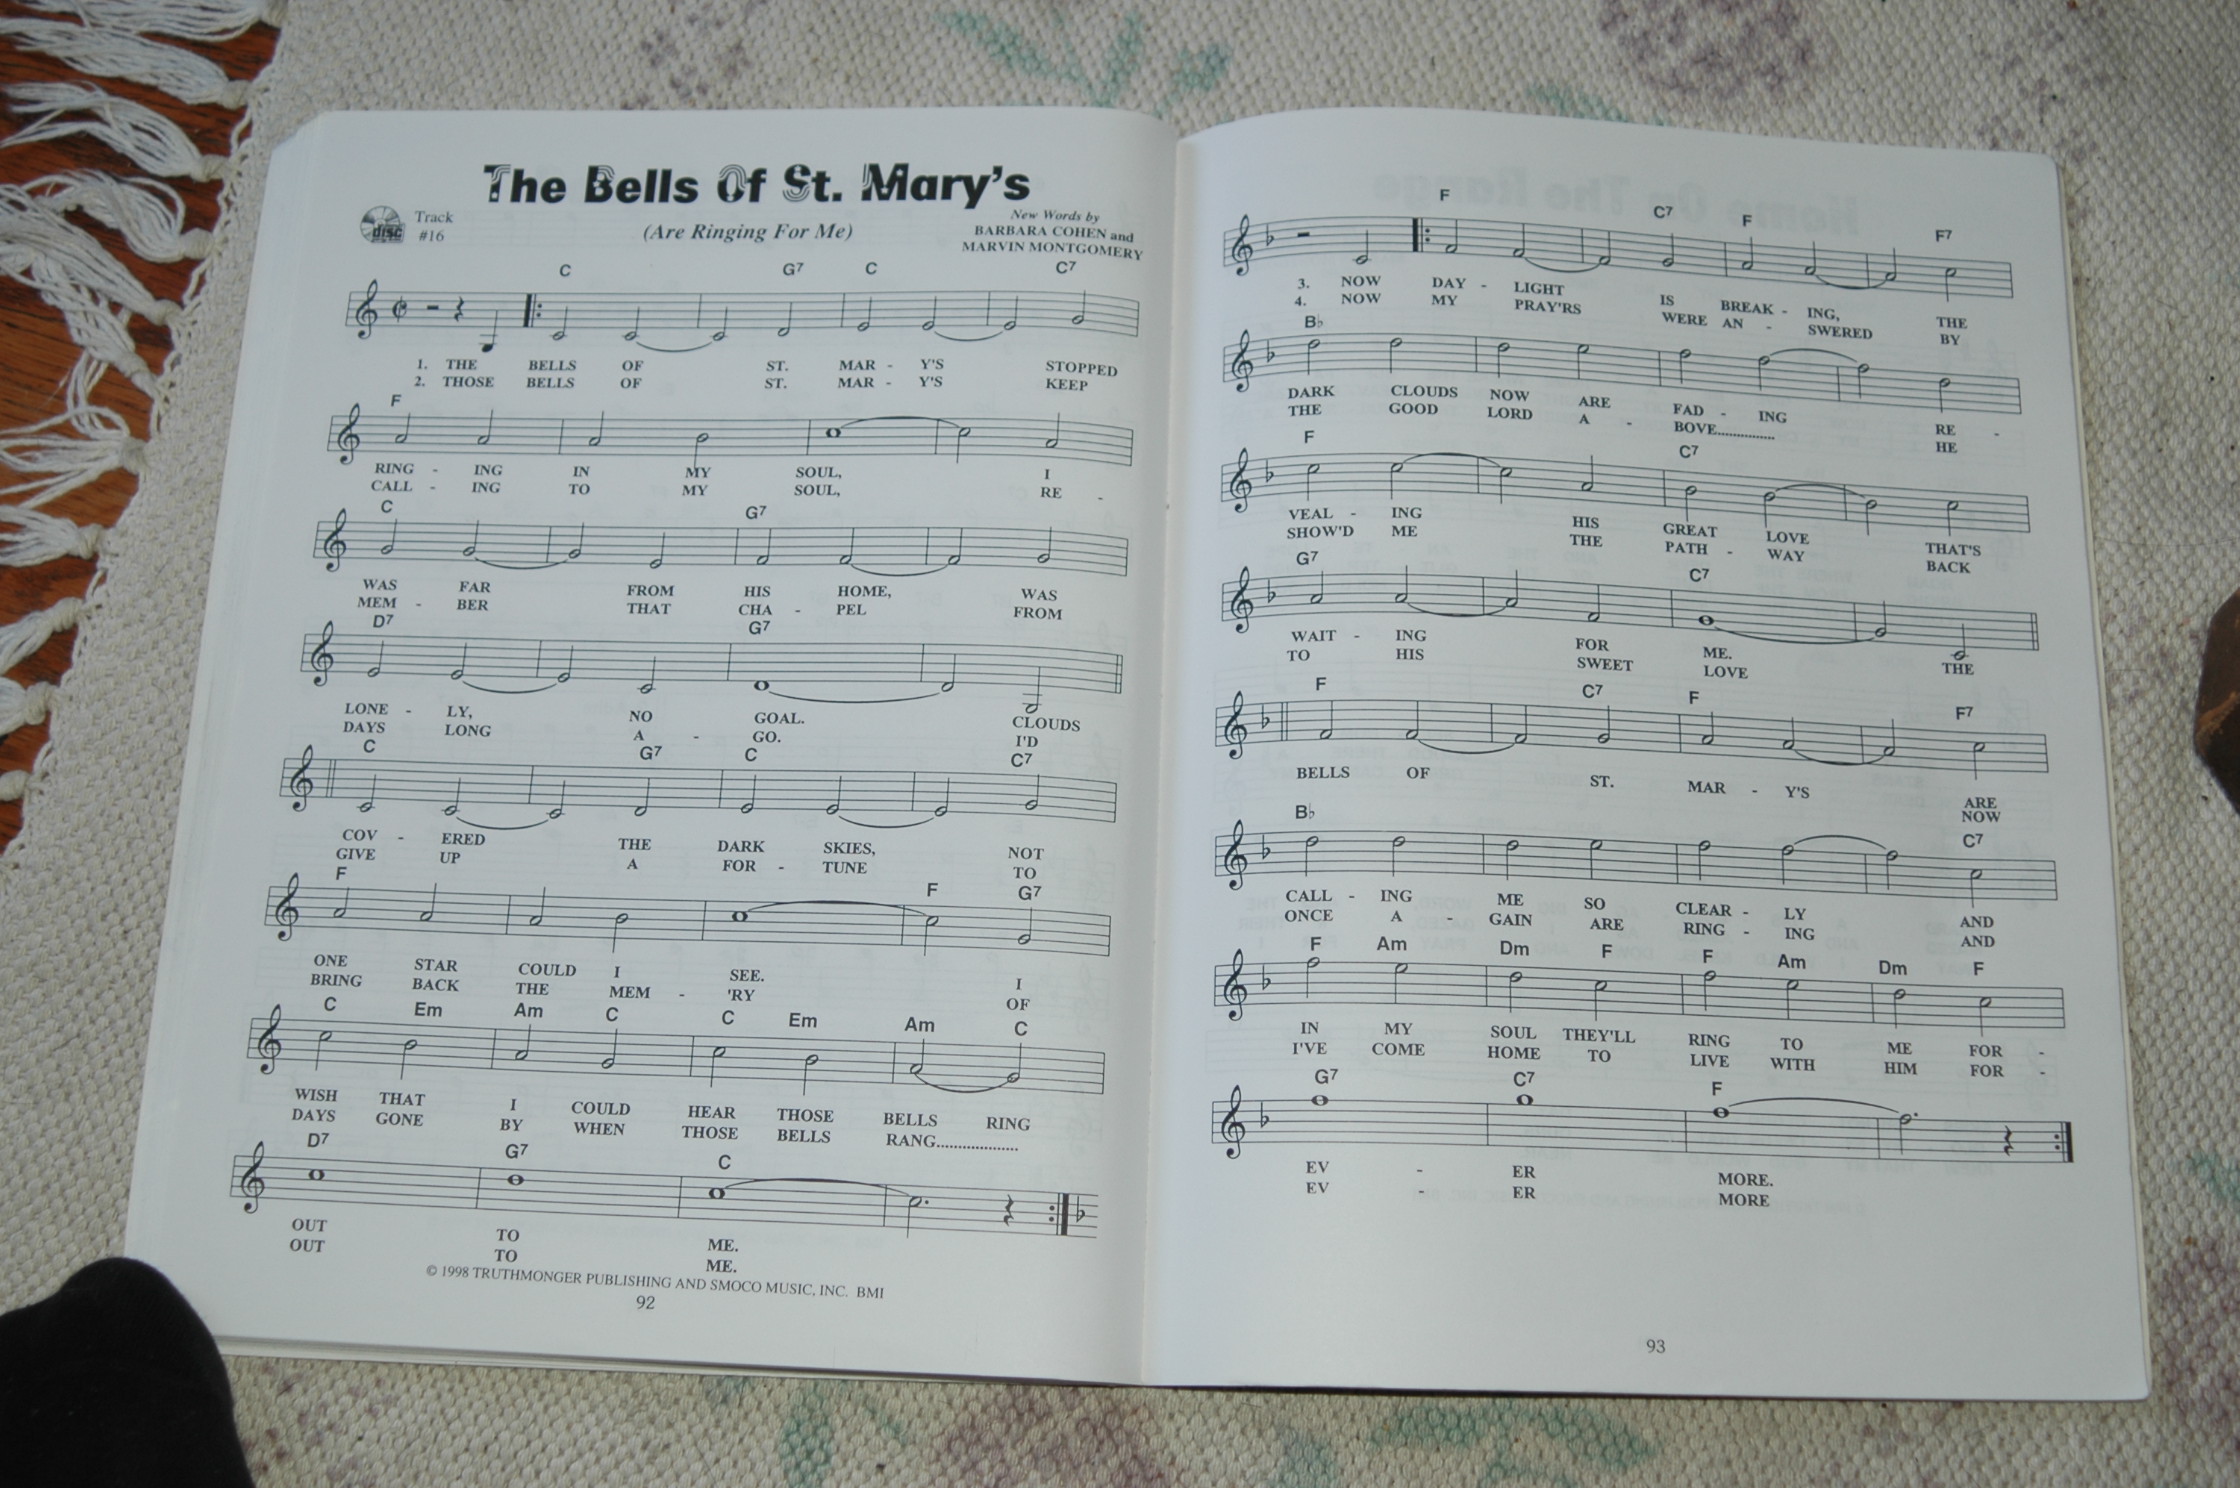 The Bells Of St. Mary's
(Are Ringing For Me)
Track
#16
disc
New Words by
BARBARA COHEN and
MARVIN MONTGOMERY
C G7 C C7
1. THE BELLS OF ST. MAR - Y'S STOPPED
2. THOSE BELLS OF ST. MAR - Y'S KEEP
F
RING - ING IN MY SOUL, I
CALL - ING TO MY SOUL, RE -
C G7
WAS FAR FROM HIS HOME, WAS
MEM - BER THAT CHA - PEL FROM
D7 G7
LONE - LY, NO GOAL. CLOUDS
DAYS LONG A - GO. I'D
C G7 C C7
COV - ERED THE DARK SKIES, NOT
GIVE UP A FOR - TUNE TO
F F G7
ONE STAR COULD I SEE. I
BRING BACK THE MEM - 'RY OF
C Em Am C C Em Am C
WISH THAT I COULD HEAR THOSE BELLS RING
DAYS GONE BY WHEN THOSE BELLS RANG...................
D7 G7 C
OUT TO ME.
OUT TO ME.
© 1998 TRUTHMONGER PUBLISHING AND SMOCO MUSIC, INC. BMI
92
F C7 F F7
3. NOW DAY - LIGHT IS BREAK - ING, THE
4. NOW MY PRAY'RS WERE AN - SWERED BY
B♭
DARK CLOUDS NOW ARE FAD - ING RE -
THE GOOD LORD A - BOVE............... HE
F C7
VEAL - ING HIS GREAT LOVE THAT'S
SHOW'D ME THE PATH - WAY BACK
G7 C7
WAIT - ING FOR ME. THE
TO HIS SWEET LOVE
F C7 F F7
BELLS OF ST. MAR - Y'S ARE
NOW
B♭ C7
CALL - ING ME SO CLEAR - LY AND
ONCE A - GAIN ARE RING - ING AND
F Am Dm F F Am Dm F
IN MY SOUL THEY'LL RING TO ME FOR -
I'VE COME HOME TO LIVE WITH HIM FOR -
G7 C7 F
EV - ER MORE.
EV - ER MORE
93